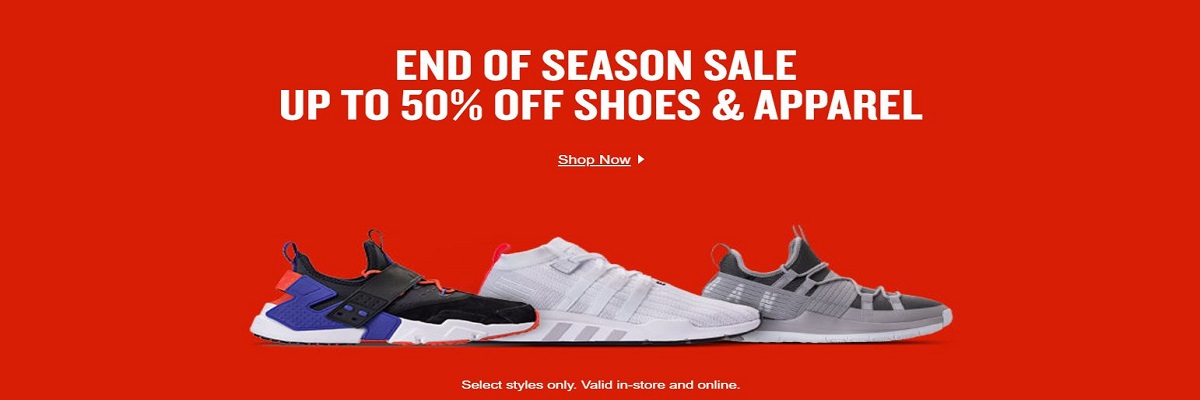 END OF SEASON SALE
UP TO 50% OFF SHOES & APPAREL
Shop Now
Select styles only. Valid in-store and online.